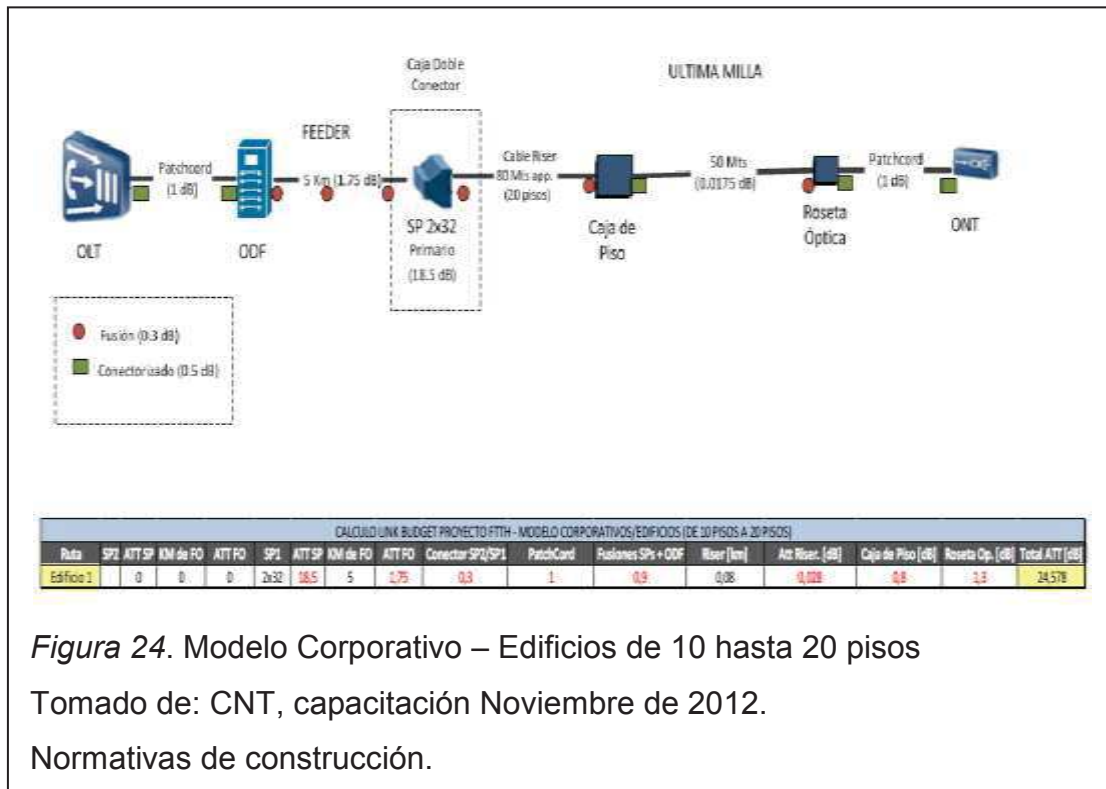 Caja Doble
Conector
ULTIMA MILLA
FEEDER
Patchcord
(1 dB)
5 Km (1.75 dB)
Cable Riser
80 Mts app.
(20 pisos)
50 Mts
(0.0175 dB)
Patchcord
(1 dB)
OLT
ODF
SP 2x32
Primario
(18.5 dB)
Caja de
Piso
Roseta
Óptica
ONT
Fusión (0.3 dB)
Conectorizado (0.5 dB)
CALCULO LINK BUDGET PROYECTO FTTH - MODELO CORPORATIVOS/EDIFICIOS (DE 10 PISOS A 20 PISOS)
Ruta SP2 ATT SP KM de FO ATT FO SP1 ATT SP KM de FO ATT FO Conector SP2/SP1 PatchCord Fusiones SPs + ODF Riser [km] Att Riser. [dB] Caja de Piso [dB] Roseta Op. [dB] Total ATT [dB]
Edificio 1 0 0 0 2x32 18,5 5 1,75 0,3 1 0,9 0,08 0,028 0,8 1,3 24,578
Figura 24. Modelo Corporativo – Edificios de 10 hasta 20 pisos
Tomado de: CNT, capacitación Noviembre de 2012.
Normativas de construcción.